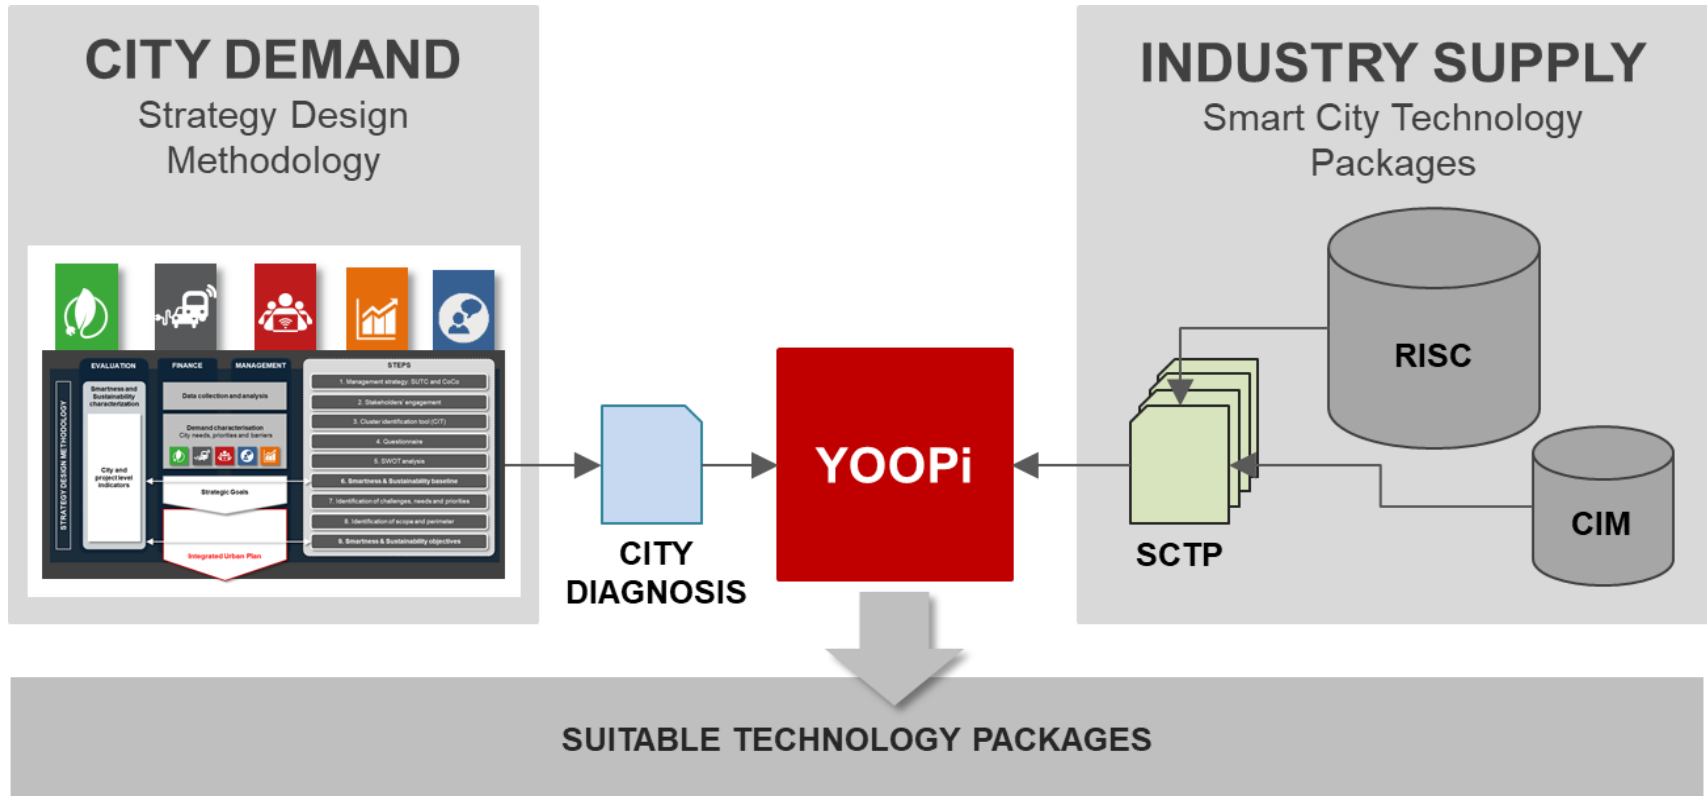 CITY DEMAND
Strategy Design
Methodology
EVALUATION
FINANCE
MANAGEMENT
STEPS
STRATEGY DESIGN METHODOLOGY
Smartness and
Sustainability
characterization
City and
project level
indicators
Data collection and analysis
Demand characterisation
City needs, priorities and barriers
Strategic Goals
Integrated Urban Plan
1. Management strategy: SUTC and CoCo
2. Stakeholders' engagement
3. Cluster identification tool (CIT)
4. Questionnaire
5. SWOT analysis
6. Smartness & Sustainability baseline
7. Identification of challenges, needs and priorities
8. Identification of scope and perimeter
9. Smartness & Sustainability objectives
CITY
DIAGNOSIS
YOOPi
INDUSTRY SUPPLY
Smart City Technology
Packages
RISC
CIM
SCTP
SUITABLE TECHNOLOGY PACKAGES